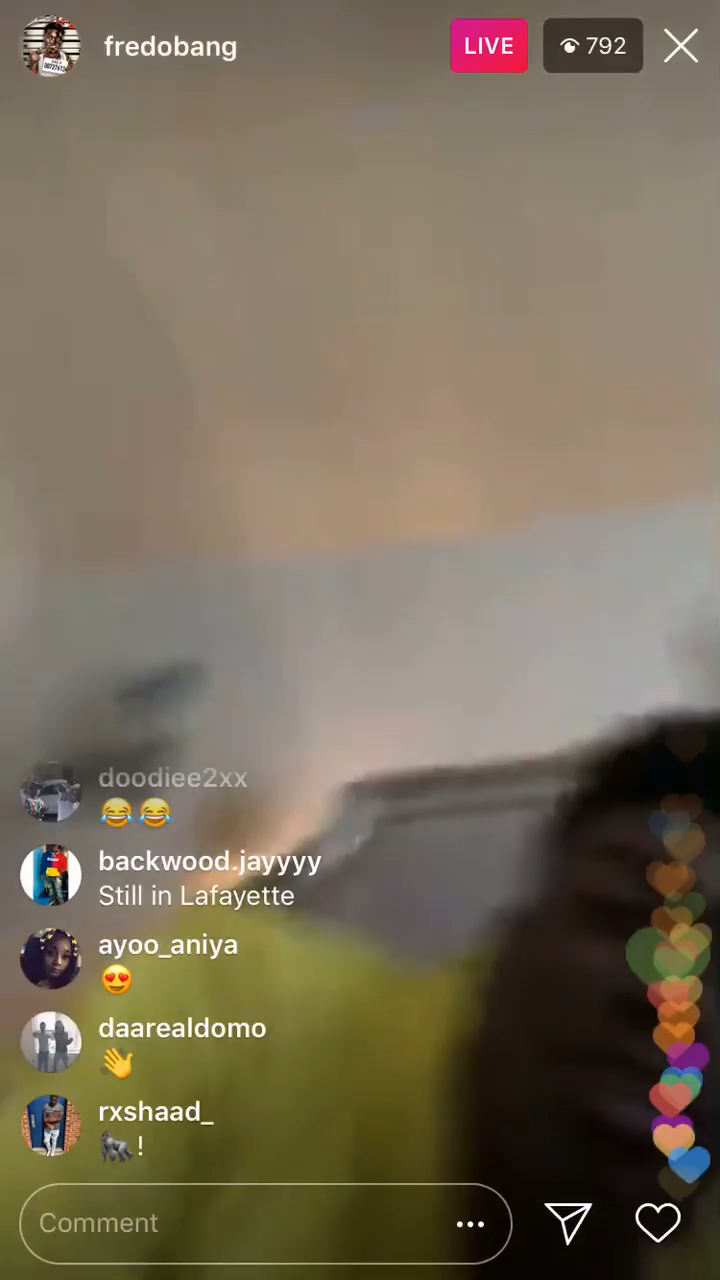 fredobang
LIVE
792
doodiee2xx
😂😂
backwood.jayyyy
Still in Lafayette
ayoo_aniya
😍
daarealdomo
👋
rxshaad_
🦍!
Comment